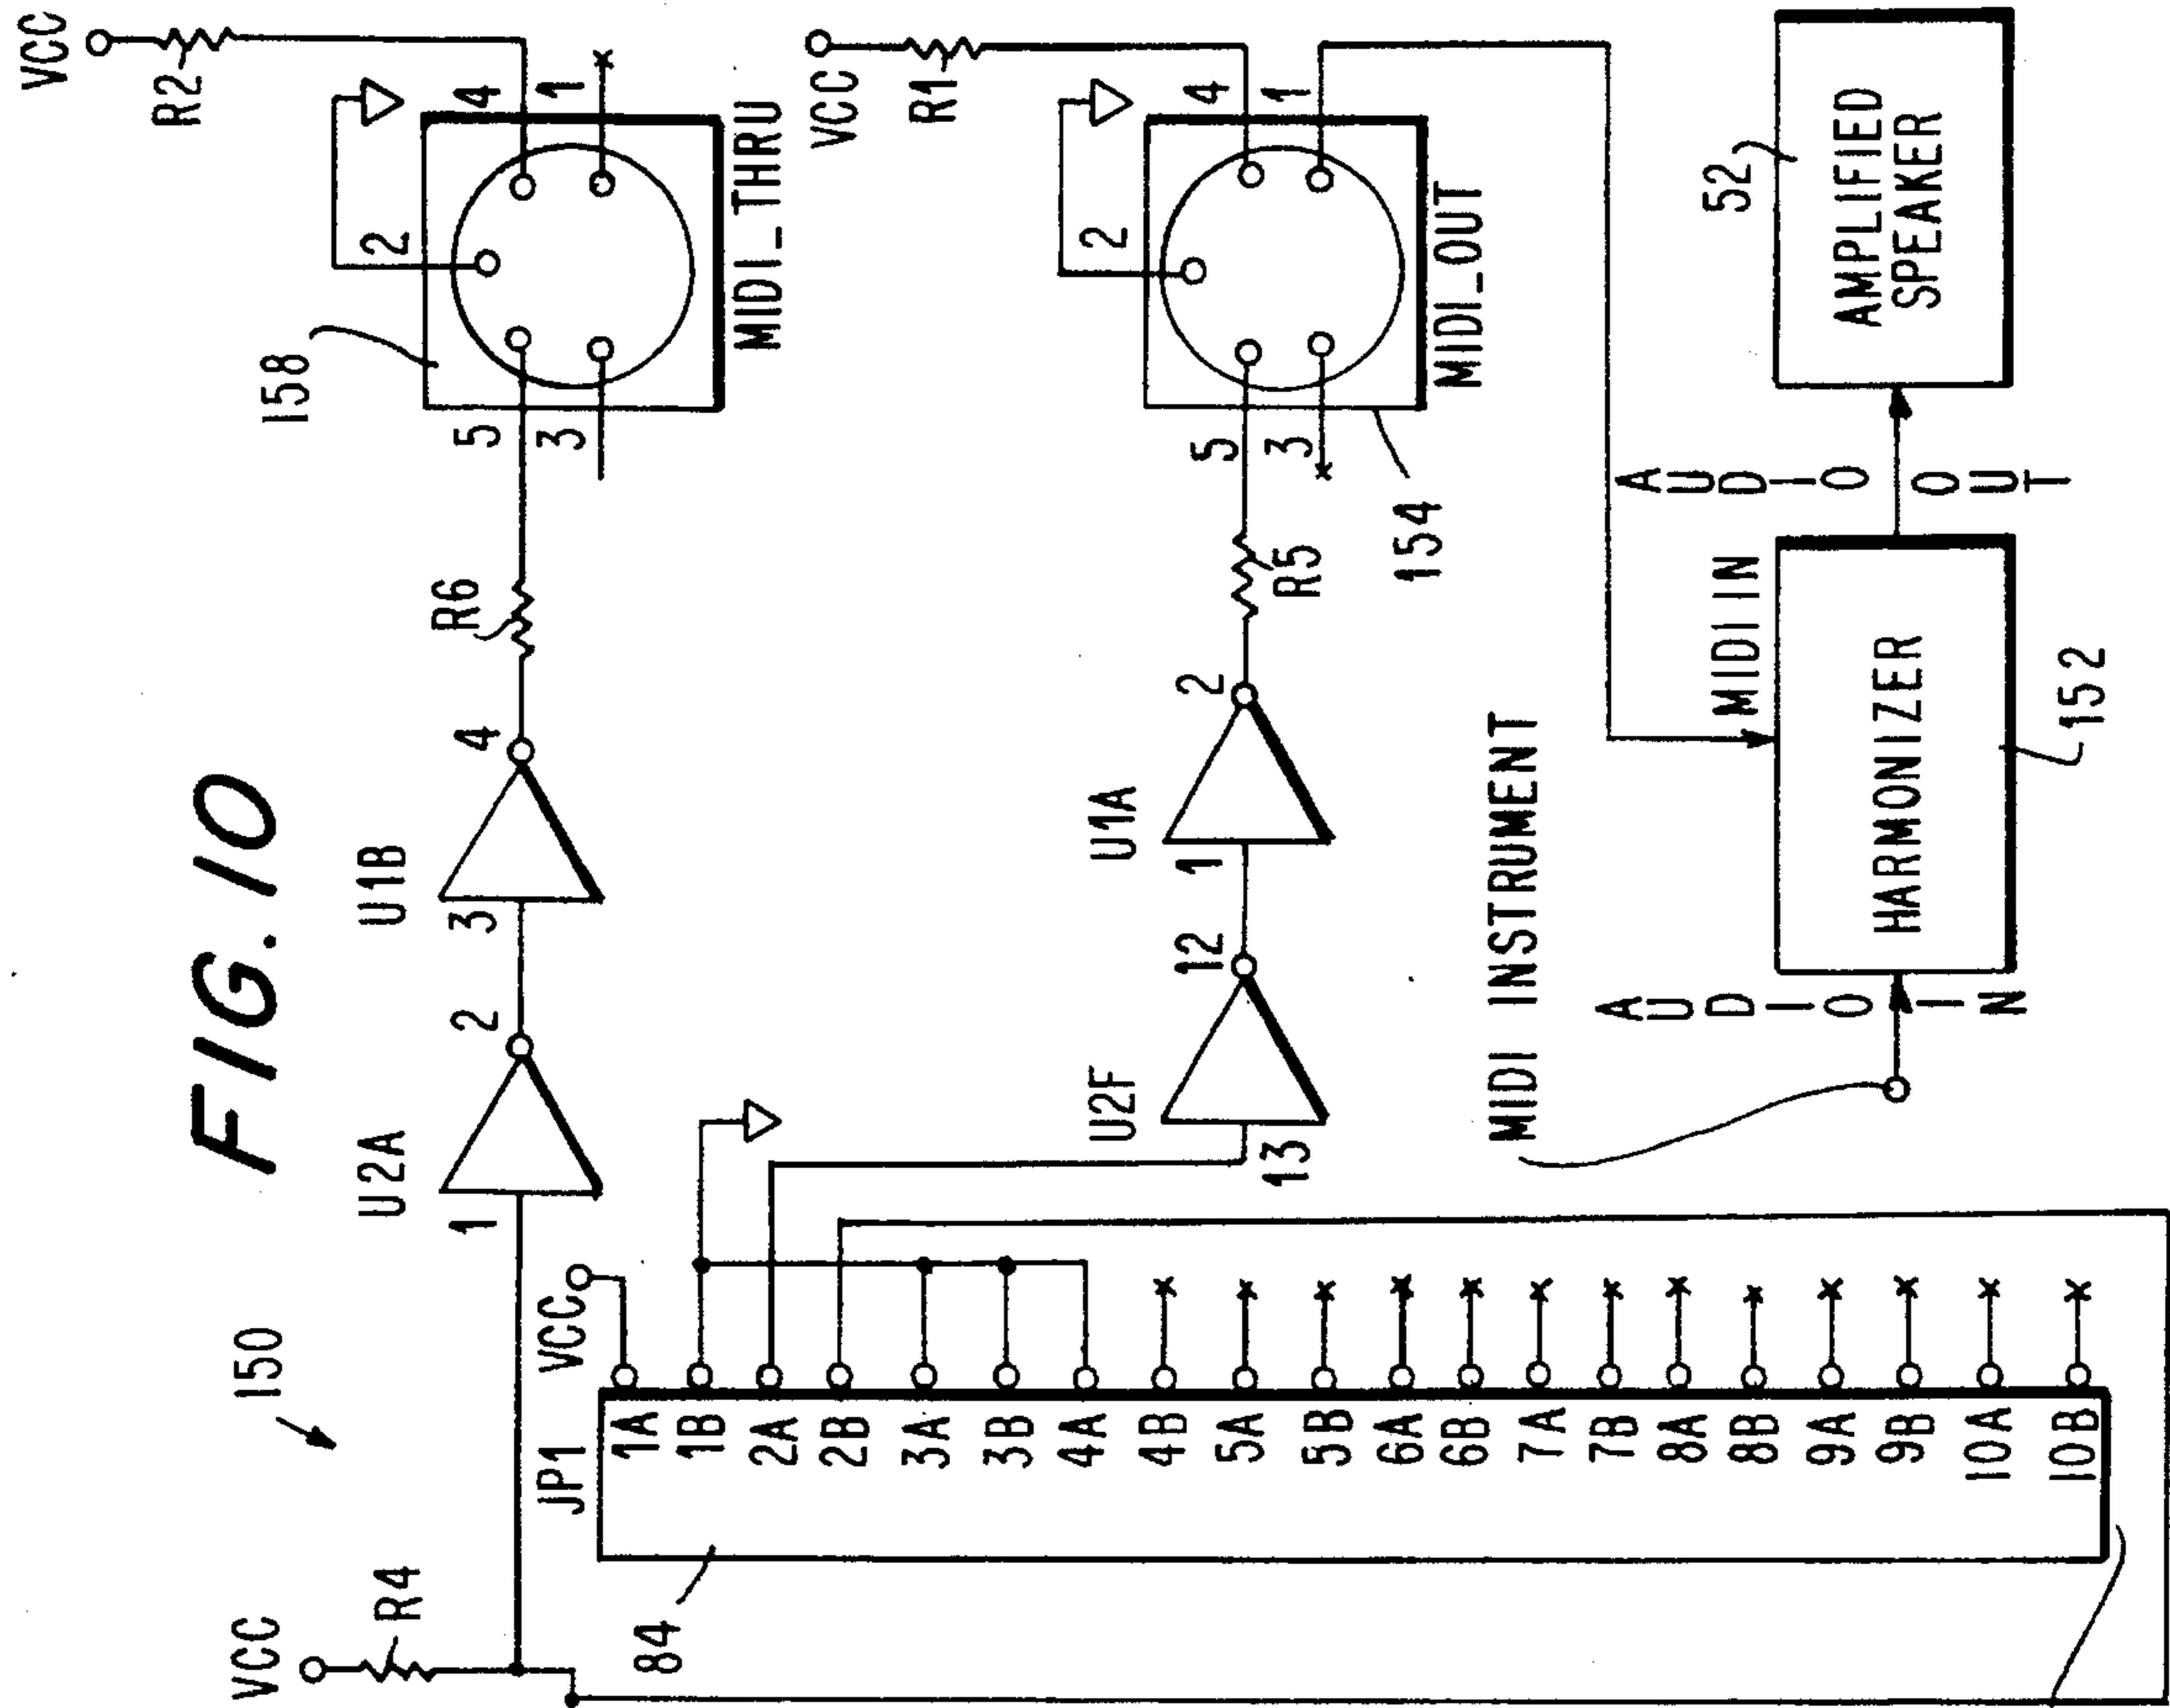 FIG. 10
150
VCC
R4
U2A
1
2
U1B
3
4
R6
158
5
3
2
4
1
MIDI_THRU
VCC
R2
JP1
VCC
84
1A
1B
2A
2B
3A
3B
4A
4B
5A
5B
6A
6B
7A
7B
8A
8B
9A
9B
10A
10B
U2F
13
12
U1A
1
2
R5
154
5
3
2
4
1
MIDI_OUT
VCC
R1
MIDI INSTRUMENT
AUDIO IN
MIDI IN
HARMONIZER
152
AUDIO OUT
52
AMPLIFIED
SPEAKER